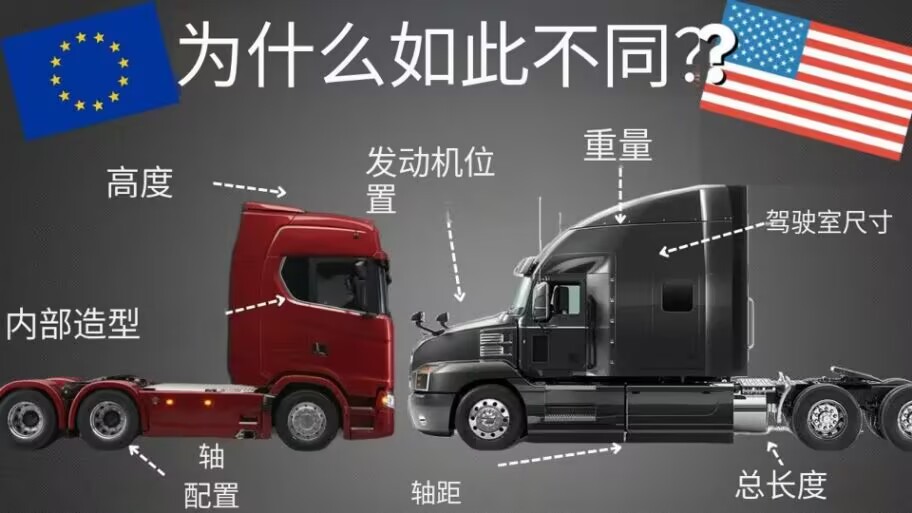 为什么如此不同??
高度
发动机位
置
重量
驾驶室尺寸
内部造型
轴
配置
轴距
总长度